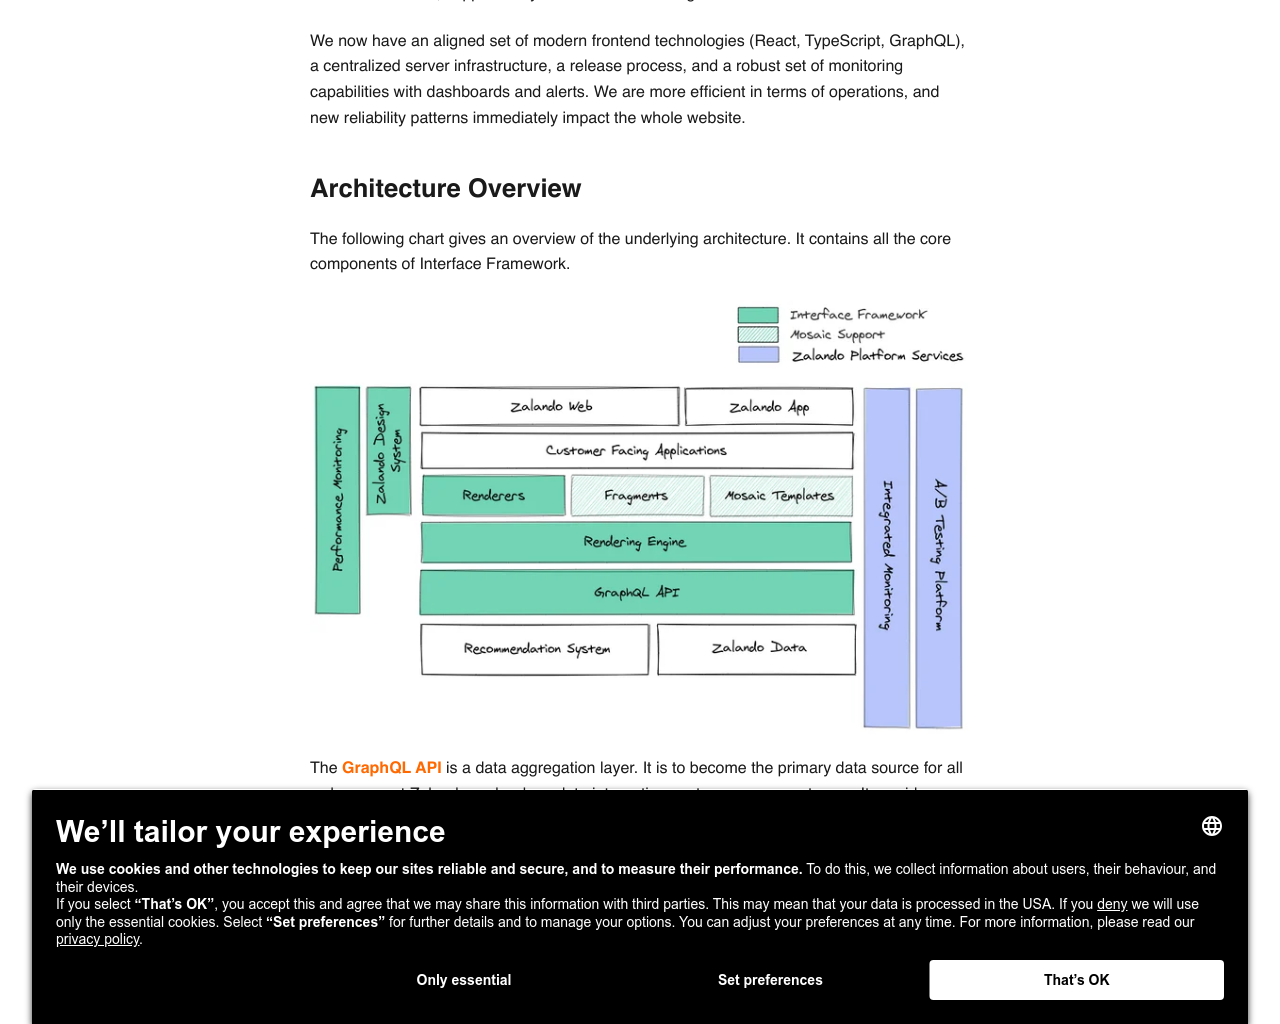 We now have an aligned set of modern frontend technologies (React, TypeScript, GraphQL),
a centralized server infrastructure, a release process, and a robust set of monitoring
capabilities with dashboards and alerts. We are more efficient in terms of operations, and
new reliability patterns immediately impact the whole website.
Architecture Overview
The following chart gives an overview of the underlying architecture. It contains all the core
components of Interface Framework.
Interface Framework
Mosaic Support
Zalando Platform Services
Performance Monitoring
Zalando Design
System
Zalando Web
Zalando App
Customer Facing Applications
Renderers
Fragments
Mosaic Templates
Rendering Engine
GraphQL API
Recommendation System
Zalando Data
Integrated Monitoring
A/B Testing Platform
The GraphQL API is a data aggregation layer. It is to become the primary data source for all
We’ll tailor your experience
We use cookies and other technologies to keep our sites reliable and secure, and to measure their performance. To do this, we collect information about users, their behaviour, and
their devices.
If you select “That’s OK”, you accept this and agree that we may share this information with third parties. This may mean that your data is processed in the USA. If you deny we will use
only the essential cookies. Select “Set preferences” for further details and to manage your options. You can adjust your preferences at any time. For more information, please read our
privacy policy.
Only essential
Set preferences
That’s OK